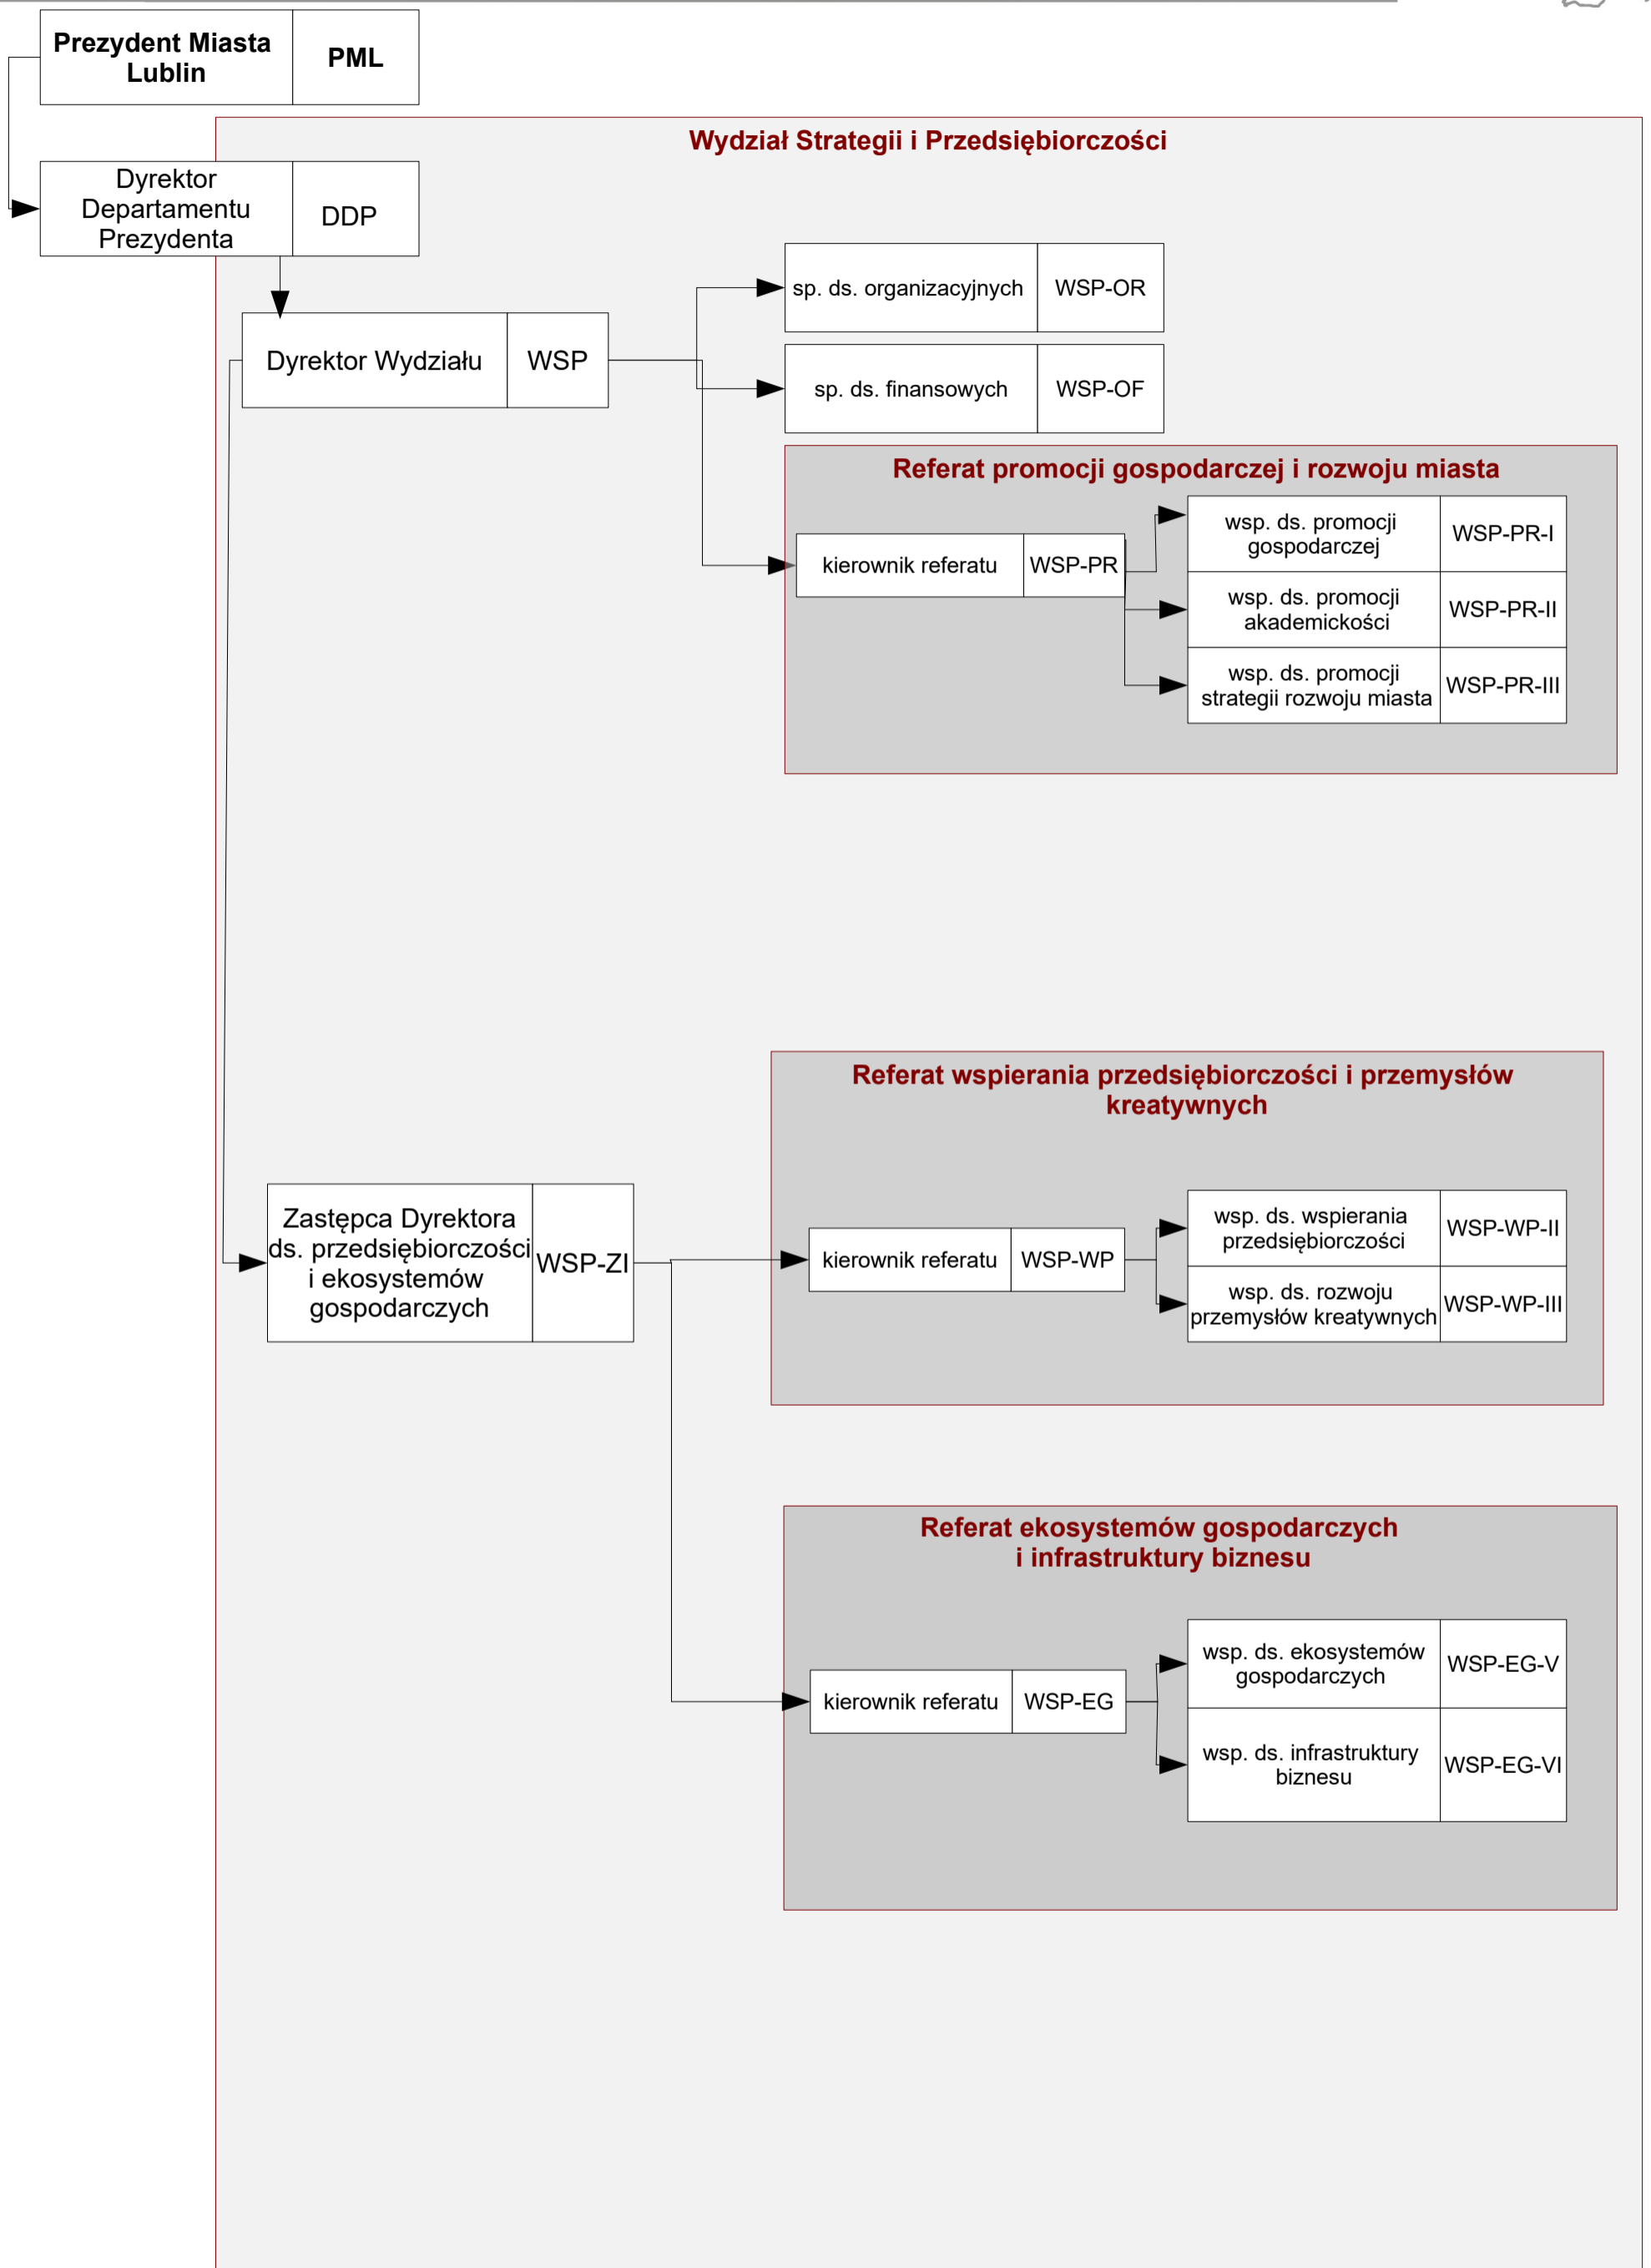 Prezydent Miasta
Lublin
PML
Wydział Strategii i Przedsiębiorczości
Dyrektor
Departamentu
Prezydenta
DDP
sp. ds. organizacyjnych
WSP-OR
Dyrektor Wydziału
WSP
sp. ds. finansowych
WSP-OF
Referat promocji gospodarczej i rozwoju miasta
kierownik referatu
WSP-PR
wsp. ds. promocji
gospodarczej
WSP-PR-I
wsp. ds. promocji
akademickości
WSP-PR-II
wsp. ds. promocji
strategii rozwoju miasta
WSP-PR-III
Referat wspierania przedsiębiorczości i przemysłów
kreatywnych
Zastępca Dyrektora
ds. przedsiębiorczości
i ekosystemów
gospodarczych
WSP-ZI
kierownik referatu
WSP-WP
wsp. ds. wspierania
przedsiębiorczości
WSP-WP-II
wsp. ds. rozwoju
przemysłów kreatywnych
WSP-WP-III
Referat ekosystemów gospodarczych
i infrastruktury biznesu
kierownik referatu
WSP-EG
wsp. ds. ekosystemów
gospodarczych
WSP-EG-V
wsp. ds. infrastruktury
biznesu
WSP-EG-VI